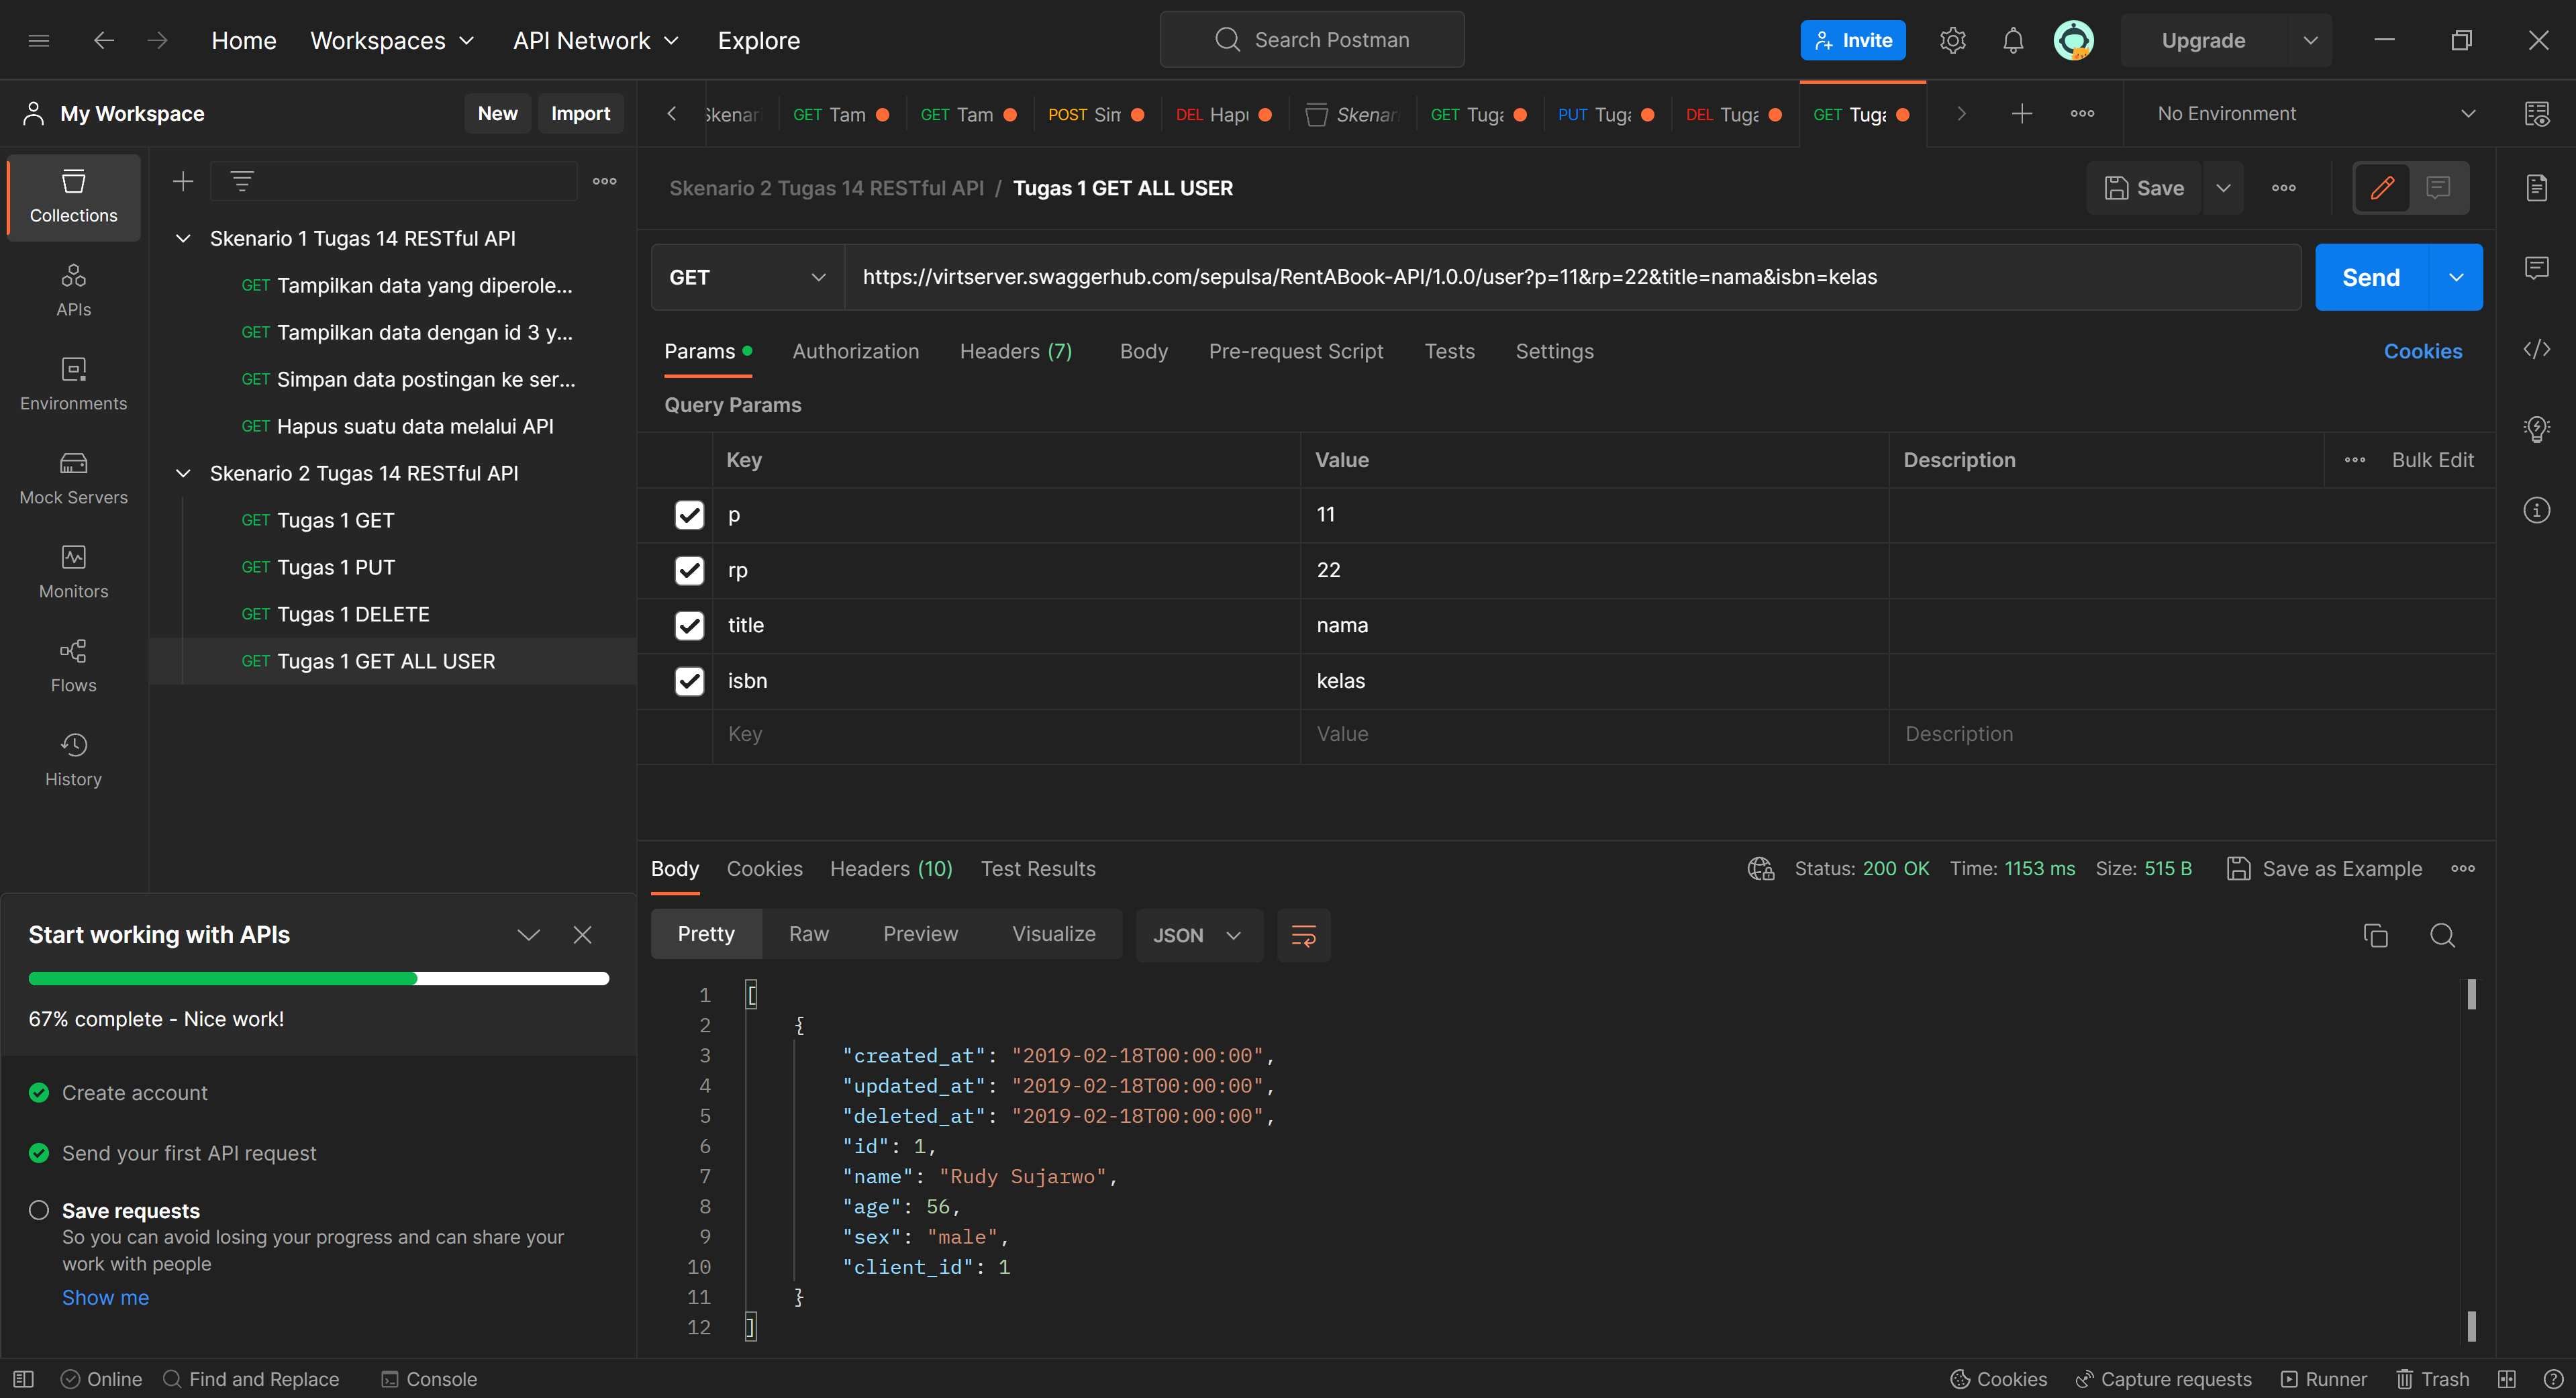 Home Workspaces API Network Explore Search Postman Invite Upgrade
My Workspace New Import
Skenari GET Tam GET Tam POST Sim DEL Hapu Skenar GET Tuga PUT Tuga DEL Tuga GET Tuga No Environment
Collections
APIs
Environments
Mock Servers
Monitors
Flows
History
Skenario 1 Tugas 14 RESTful API
GET Tampilkan data yang diperole...
GET Tampilkan data dengan id 3 y...
GET Simpan data postingan ke ser...
GET Hapus suatu data melalui API
Skenario 2 Tugas 14 RESTful API
GET Tugas 1 GET
GET Tugas 1 PUT
GET Tugas 1 DELETE
GET Tugas 1 GET ALL USER
Start working with APIs
67% complete - Nice work!
Create account
Send your first API request
Save requests
So you can avoid losing your progress and can share your
work with people
Show me
Skenario 2 Tugas 14 RESTful API / Tugas 1 GET ALL USER Save
GET https://virtserver.swaggerhub.com/sepulsa/RentABook-API/1.0.0/user?p=11&rp=22&title=nama&isbn=kelas Send
Params Authorization Headers (7) Body Pre-request Script Tests Settings Cookies
Query Params
Key Value Description Bulk Edit
p 11
rp 22
title nama
isbn kelas
Key Value Description
Body Cookies Headers (10) Test Results Status: 200 OK Time: 1153 ms Size: 515 B Save as Example
Pretty Raw Preview Visualize JSON
1 [
2 {
3 "created_at": "2019-02-18T00:00:00",
4 "updated_at": "2019-02-18T00:00:00",
5 "deleted_at": "2019-02-18T00:00:00",
6 "id": 1,
7 "name": "Rudy Sujarwo",
8 "age": 56,
9 "sex": "male",
10 "client_id": 1
11 }
12 ]
Online Find and Replace Console Cookies Capture requests Runner Trash